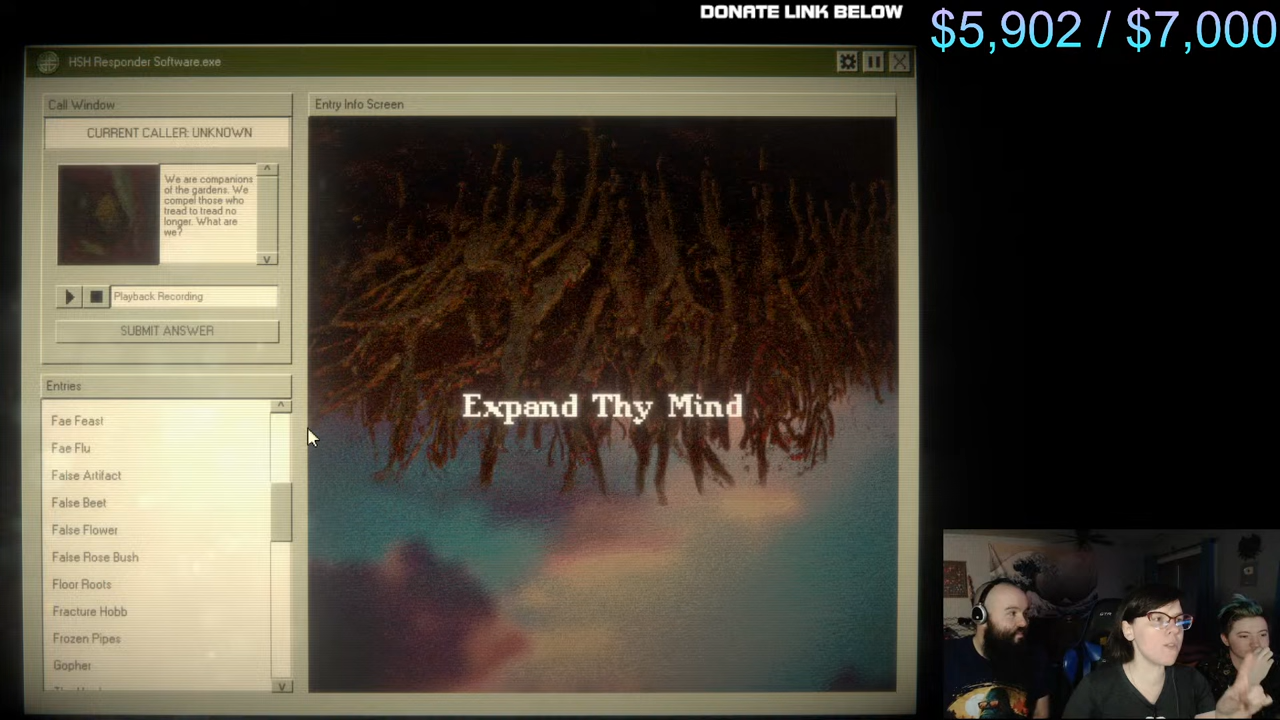 DONATE LINK BELOW
$5,902 / $7,000
HSH Responder Software.exe
Call Window
CURRENT CALLER: UNKNOWN
We are companions
of the gardens. We
compel those who
tread to tread no
longer. What are
we?
Playback Recording
SUBMIT ANSWER
Entries
Fae Feast
Fae Flu
False Artifact
False Beet
False Flower
False Rose Bush
Floor Roots
Fracture Hobb
Frozen Pipes
Gopher
Entry Info Screen
Expand Thy Mind